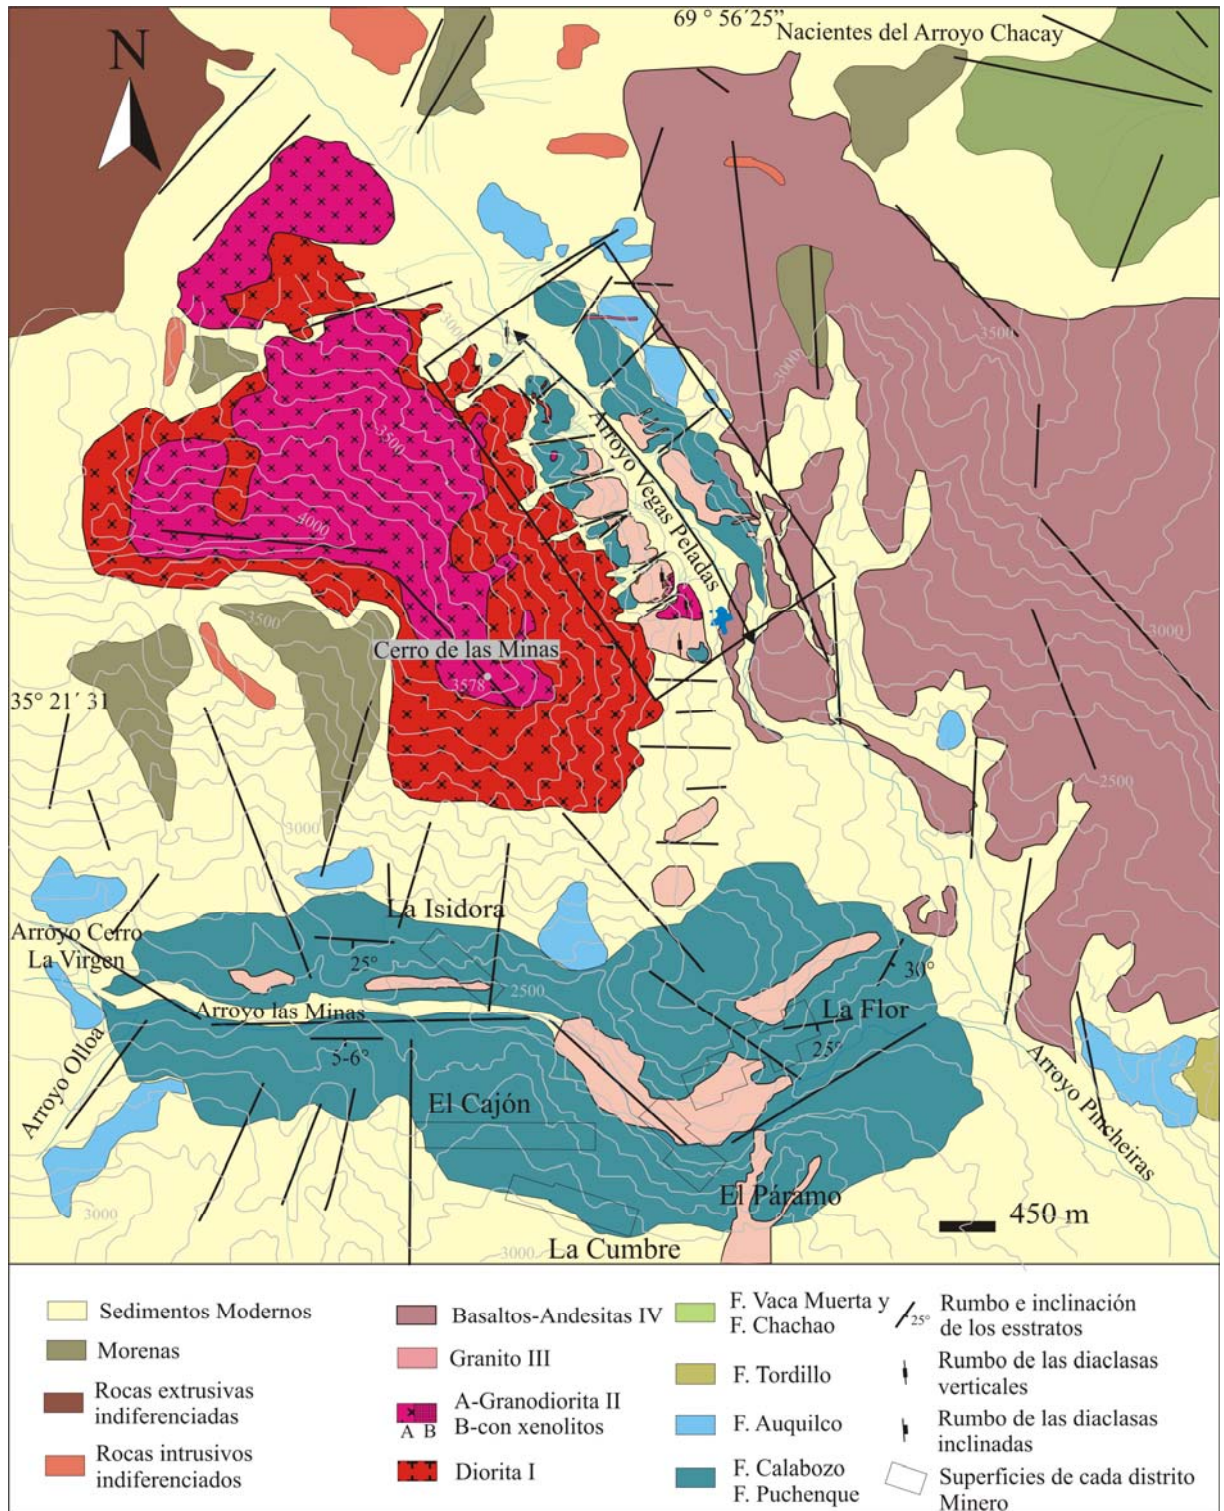 69 ° 56´25”
Nacientes del Arroyo Chacay
N
3000
3500
3000
3500
4000
Arroyo Vegas Peladas
3500
3000
Cerro de las Minas
3578
35° 21´ 31
2500
3000
La Isidora
Arroyo Cerro
La Virgen
25°
30°
2500
Arroyo las Minas
La Flor
5-6°
25°
Arroyo Olloa
El Cajón
Arroyo Pincheiras
El Páramo
3000
450 m
3000
La Cumbre
Sedimentos Modernos
Morenas
Rocas extrusivas
indiferenciadas
Rocas intrusivos
indiferenciados
Basaltos-Andesitas IV
Granito III
A-Granodiorita II
B-con xenolitos
A B
Diorita I
F. Vaca Muerta y
F. Chachao
F. Tordillo
F. Auquilco
F. Calabozo
F. Puchenque
25°
Rumbo e inclinación
de los esstratos
Rumbo de las diaclasas
verticales
Rumbo de las diaclasas
inclinadas
Superficies de cada distrito
Minero